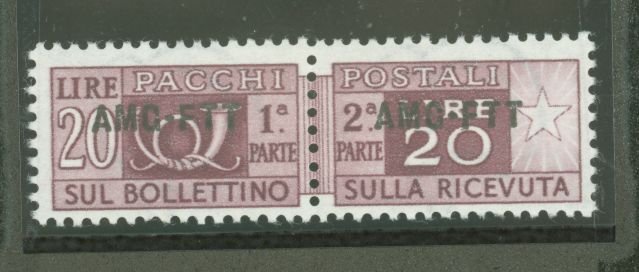 LIRE PACCHI
20 AMG-FTT 1ª
PARTE
SUL BOLLETTINO
POSTALI
2ª AMG-FTT LIRE
PARTE 20
SULLA RICEVUTA